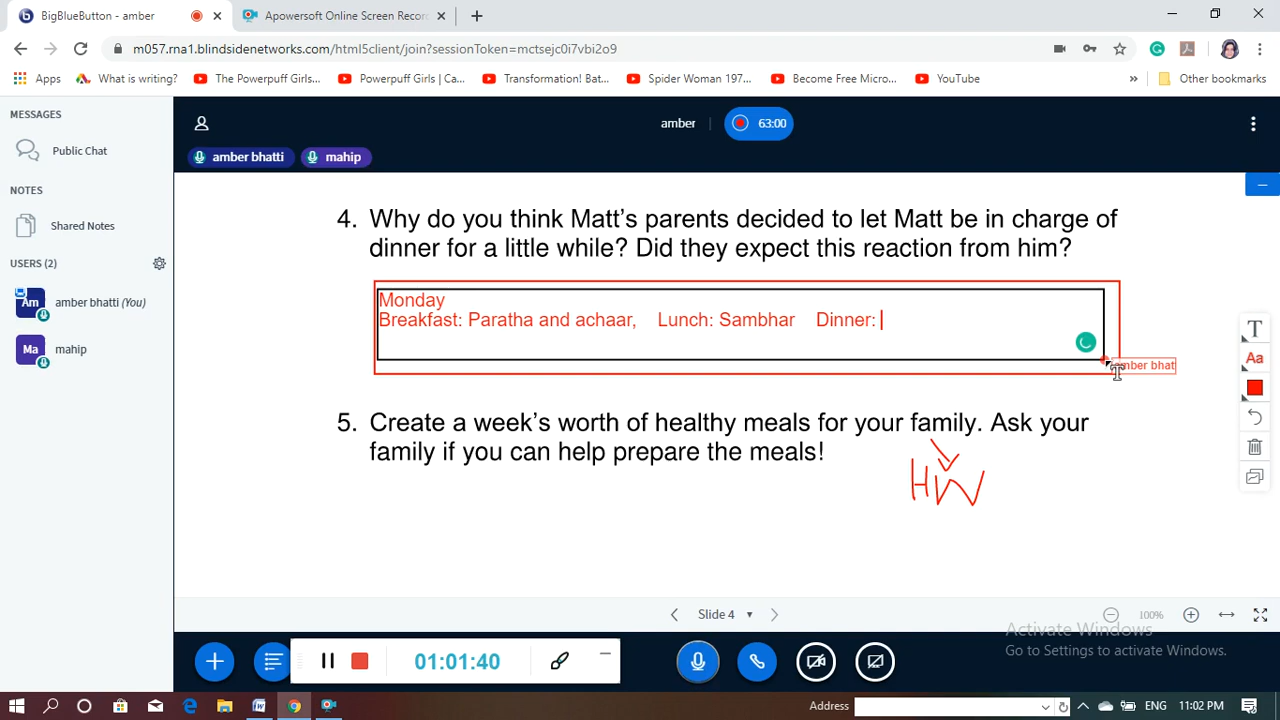 BigBlueButton - amber
Apowersoft Online Screen Recor
m057.rna1.blindsidenetworks.com/html5client/join?sessionToken=mctsejc0i7vbi2o9
Apps
What is writing?
The Powerpuff Girls...
Powerpuff Girls | Ca...
Transformation! Bat...
Spider Woman 197...
Become Free Micro...
YouTube
»
Other bookmarks
MESSAGES
Public Chat
NOTES
Shared Notes
USERS (2)
Am
amber bhatti (You)
Ma
mahip
amber
63:00
amber bhatti
mahip
4. Why do you think Matt's parents decided to let Matt be in charge of
dinner for a little while? Did they expect this reaction from him?
Monday
Breakfast: Paratha and achaar, Lunch: Sambhar Dinner:
amber bhat
5. Create a week's worth of healthy meals for your family. Ask your
family if you can help prepare the meals!
HW
T
Aa
Slide 4
100%
Activate Windows
Go to Settings to activate Windows.
01:01:40
Address
ENG
11:02 PM